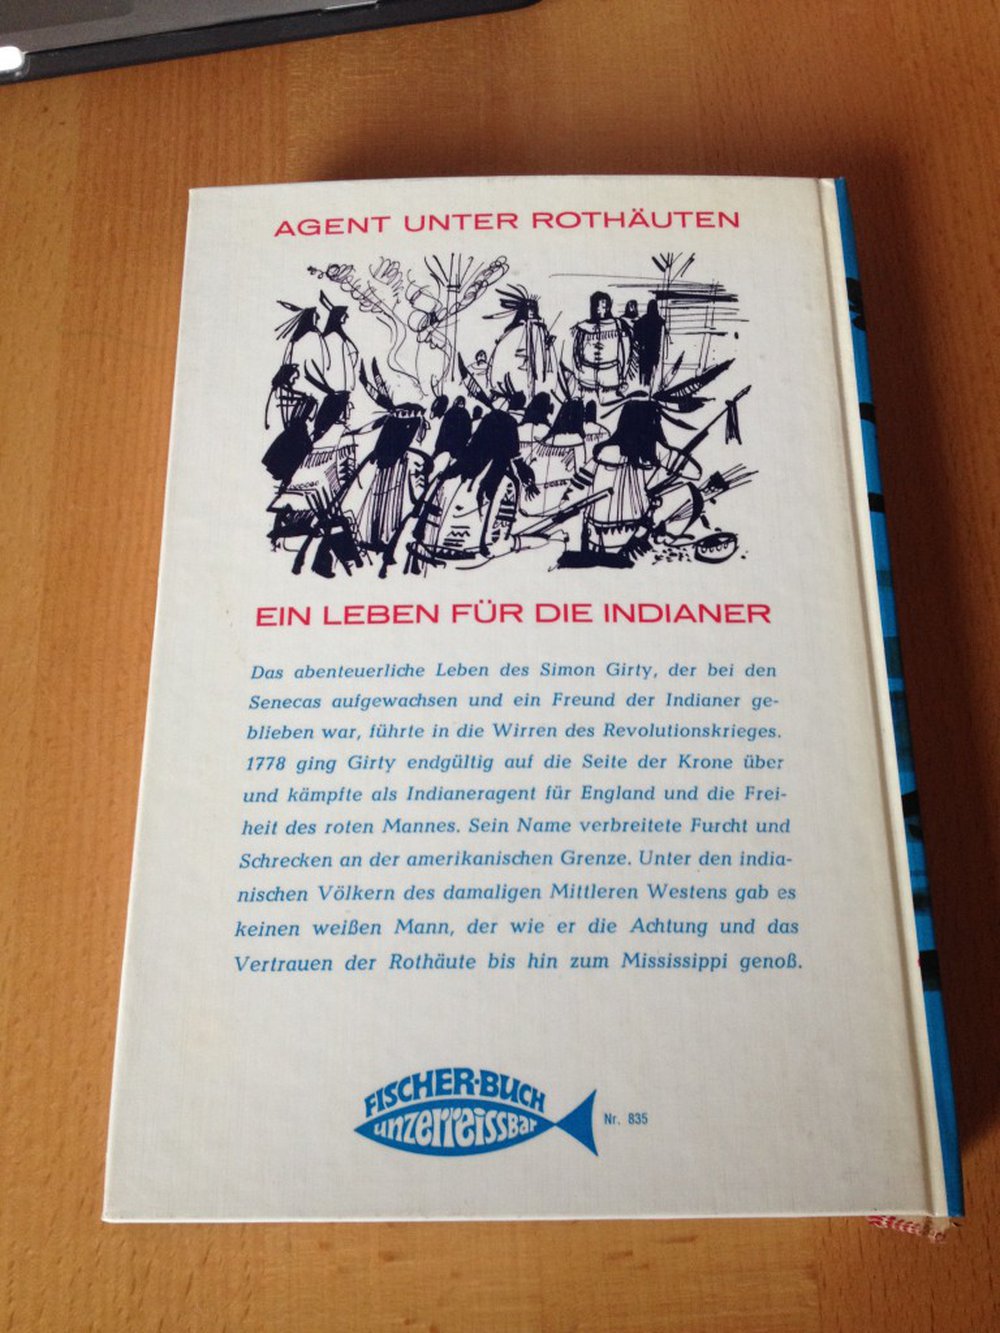 AGENT UNTER ROTHÄUTEN
EIN LEBEN FÜR DIE INDIANER
Das abenteuerliche Leben des Simon Girty, der bei den
Senecas aufgewachsen und ein Freund der Indianer ge-
blieben war, führte in die Wirren des Revolutionskrieges.
1778 ging Girty endgültig auf die Seite der Krone über
und kämpfte als Indianeragent für England und die Frei-
heit des roten Mannes. Sein Name verbreitete Furcht und
Schrecken an der amerikanischen Grenze. Unter den india-
nischen Völkern des damaligen Mittleren Westens gab es
keinen weißen Mann, der wie er die Achtung und das
Vertrauen der Rothäute bis hin zum Mississippi genoß.
FISCHER-BUCH
unzerreissbar
Nr. 835